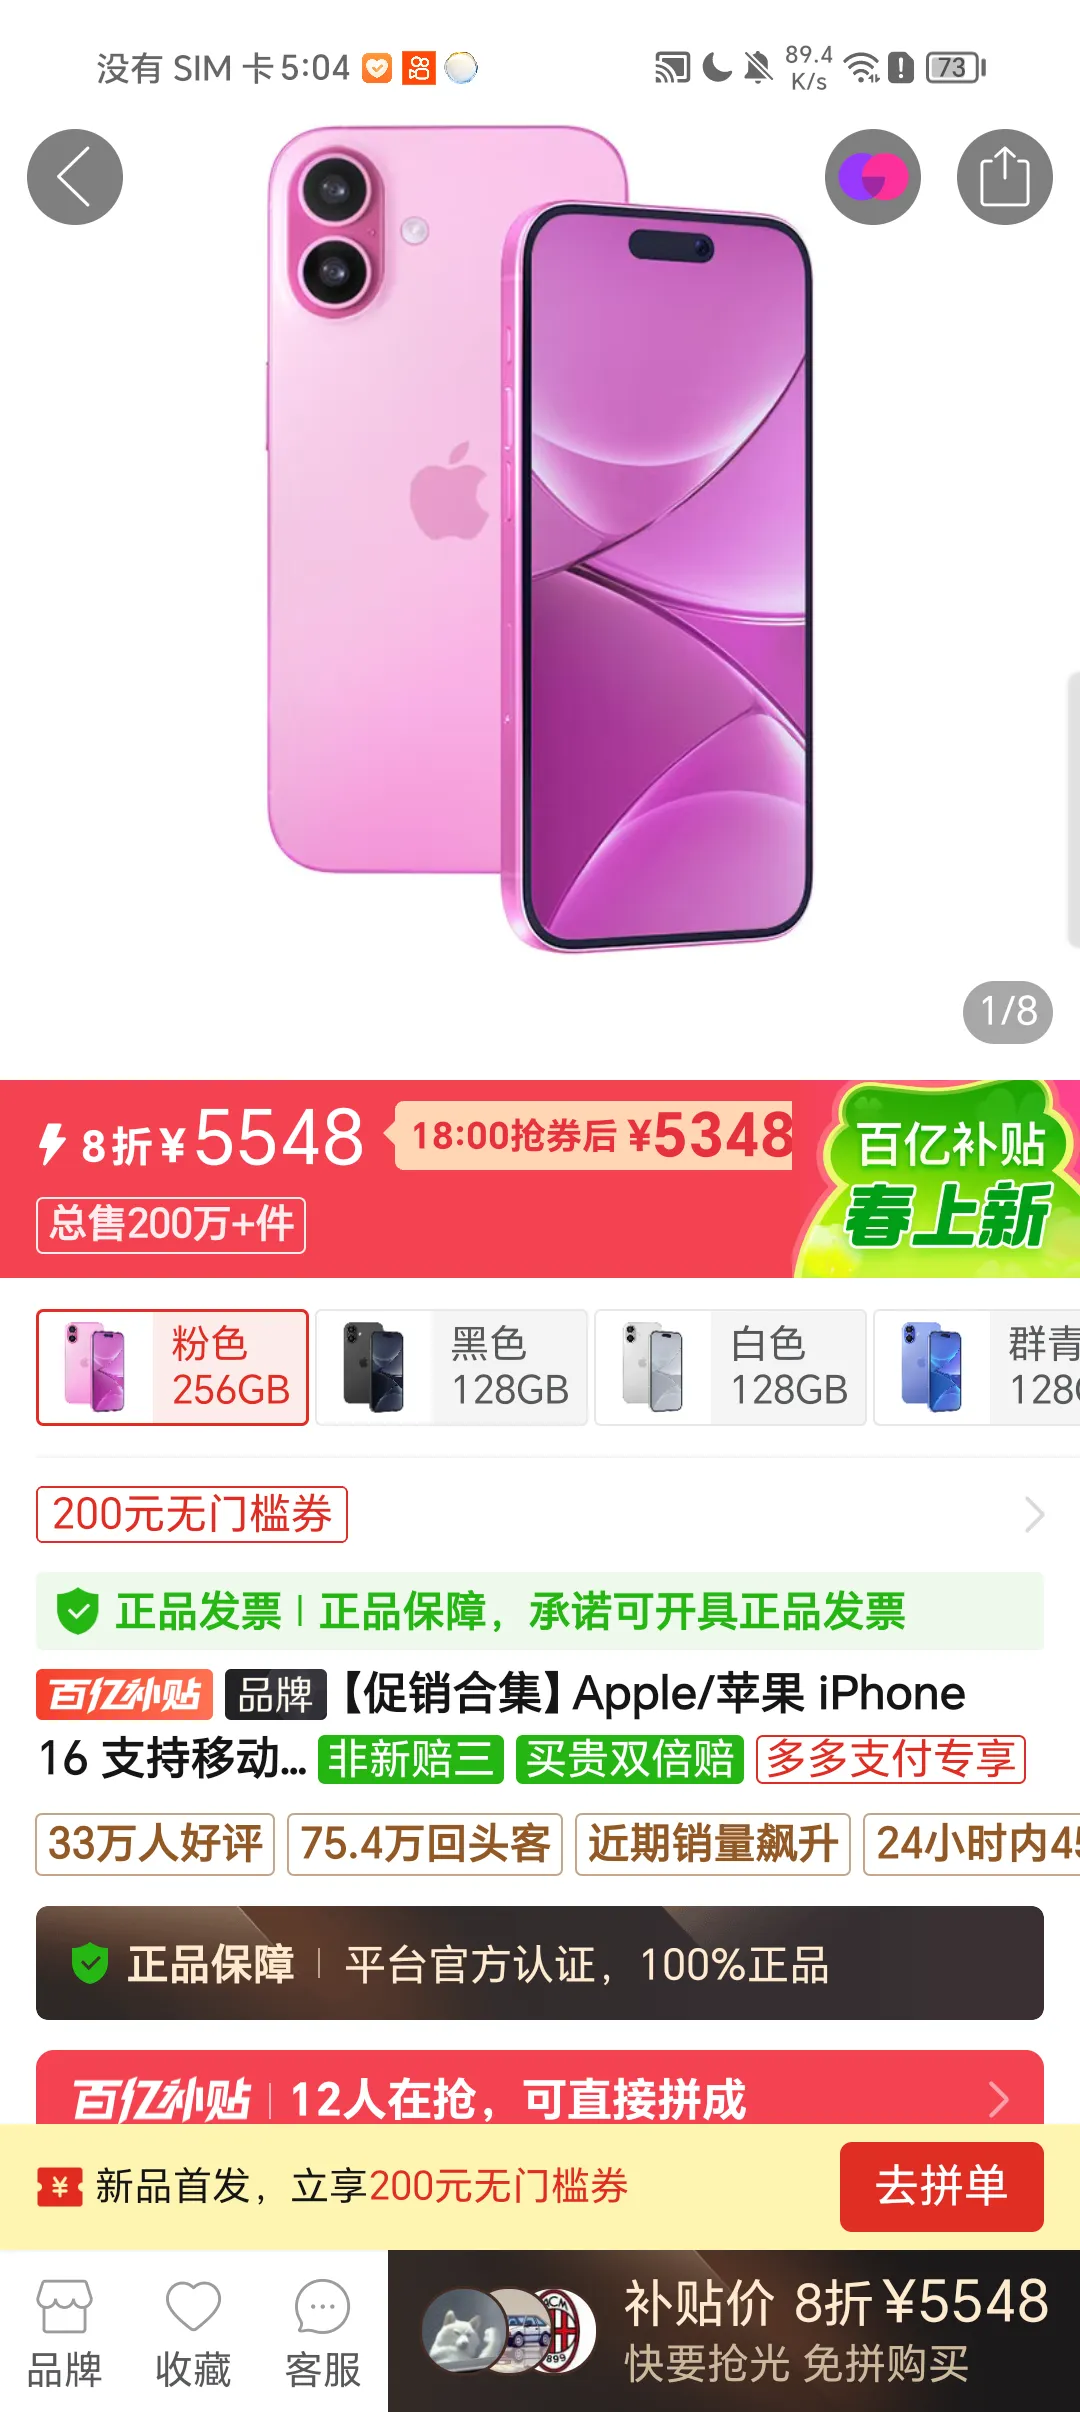 没有 SIM 卡 5:04
89.4 K/s
73
1/8
8折 ¥5548
18:00抢券后 ¥5348
总售200万+件
百亿补贴
春上新
粉色
256GB
黑色
128GB
白色
128GB
群青
128G
200元无门槛券
正品发票 | 正品保障，承诺可开具正品发票
百亿补贴 品牌 【促销合集】Apple/苹果 iPhone
16 支持移动... 非新赔三 买贵双倍赔 多多支付专享
33万人好评 75.4万回头客 近期销量飙升 24小时内45
正品保障 | 平台官方认证，100%正品
百亿补贴 | 12人在抢，可直接拼成
¥ 新品首发，立享200元无门槛券
去拼单
品牌
收藏
客服
ACM
1899
补贴价 8折 ¥5548
快要抢光 免拼购买